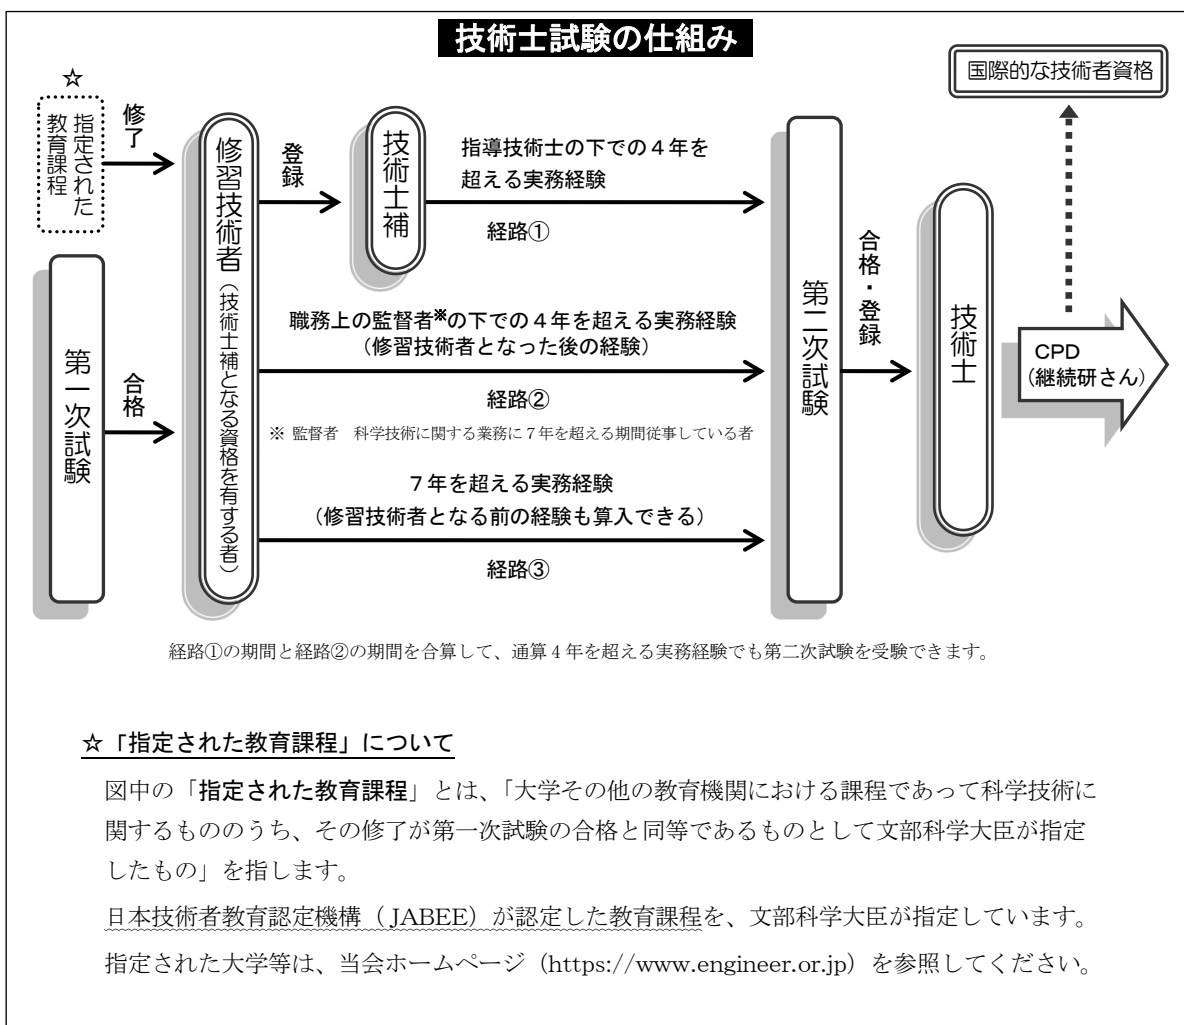 技術士試験の仕組み
国際的な技術者資格
☆
指定された
教育課程
修了
第一次試験
合格
修習技術者（技術士補となる資格を有する者）
登録
技術士補
指導技術士の下での４年を
超える実務経験
経路①
職務上の監督者※の下での４年を超える実務経験
（修習技術者となった後の経験）
経路②
※ 監督者　科学技術に関する業務に７年を超える期間従事している者
７年を超える実務経験
（修習技術者となる前の経験も算入できる）
経路③
第二次試験
合格・登録
技術士
CPD
（継続研さん）
経路①の期間と経路②の期間を合算して、通算４年を超える実務経験でも第二次試験を受験できます。
☆「指定された教育課程」について
図中の「指定された教育課程」とは、「大学その他の教育機関における課程であって科学技術に
関するもののうち、その修了が第一次試験の合格と同等であるものとして文部科学大臣が指定
したもの」を指します。
日本技術者教育認定機構（JABEE）が認定した教育課程を、文部科学大臣が指定しています。
指定された大学等は、当会ホームページ（https://www.engineer.or.jp）を参照してください。